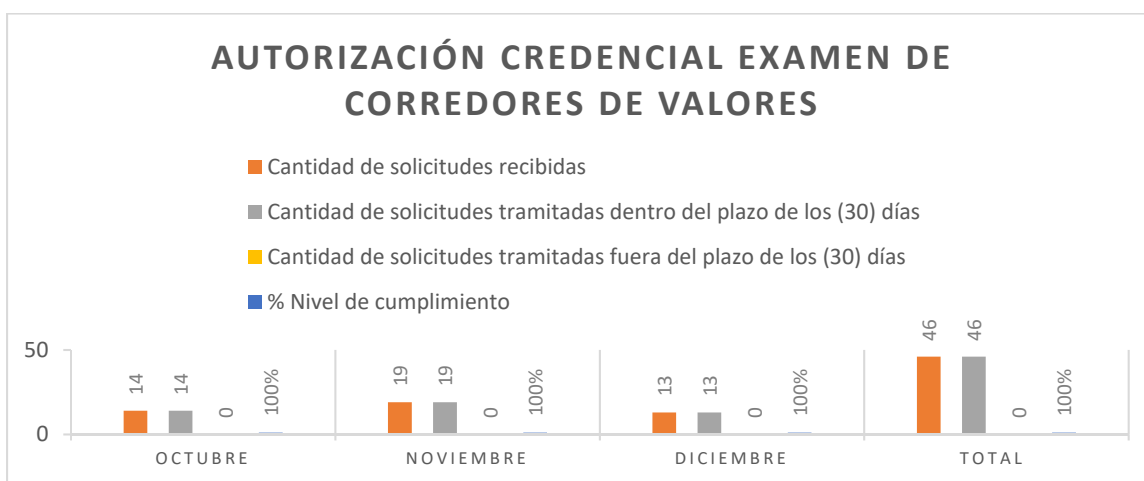 AUTORIZACIÓN CREDENCIAL EXAMEN DE
CORREDORES DE VALORES
Cantidad de solicitudes recibidas
Cantidad de solicitudes tramitadas dentro del plazo de los (30) días
Cantidad de solicitudes tramitadas fuera del plazo de los (30) días
% Nivel de cumplimiento
50
0
14 14 0 100%
19 19 0 100%
13 13 0 100%
46 46 0 100%
OCTUBRE NOVIEMBRE DICIEMBRE TOTAL